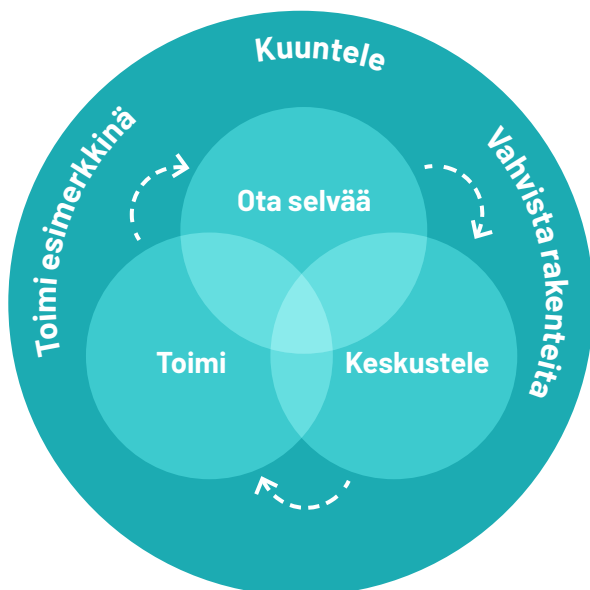 Kuuntele
Toimi esimerkkinä
Vahvista rakenteita
Ota selvää
Toimi
Keskustele